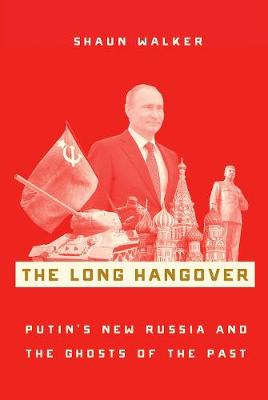 SHAUN WALKER
THE LONG HANGOVER
PUTIN'S NEW RUSSIA AND
THE GHOSTS OF THE PAST